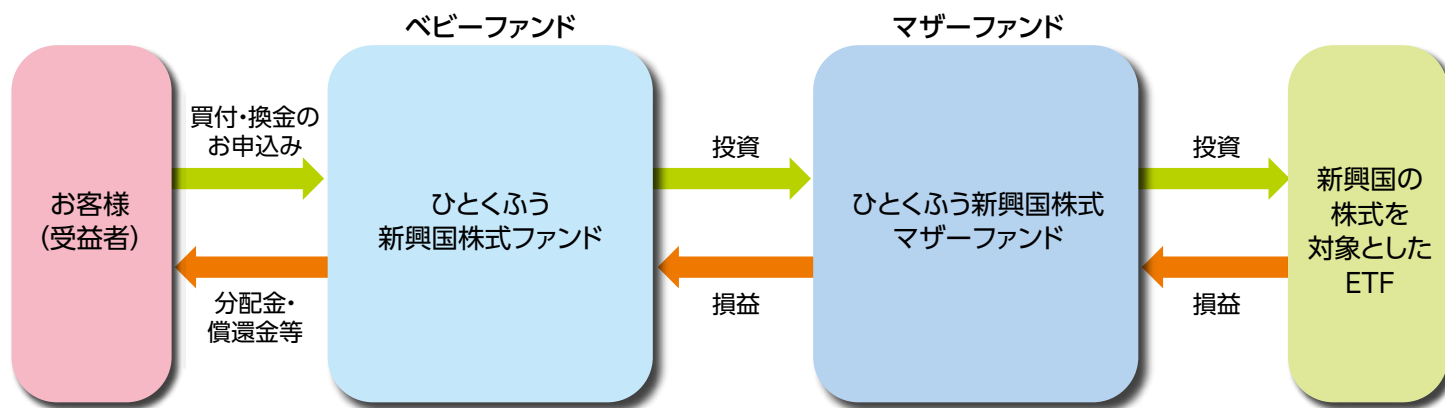 ベビーファンド
マザーファンド
お客様
(受益者)
買付・換金の
お申込み
分配金・
償還金等
ひとくふう
新興国株式ファンド
投資
損益
ひとくふう新興国株式
マザーファンド
投資
損益
新興国の
株式を
対象とした
ETF